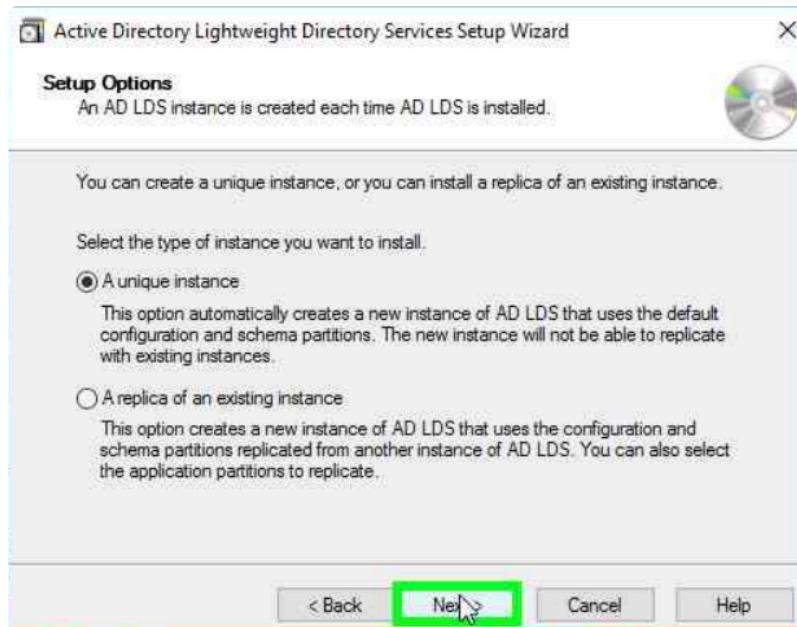 Active Directory Lightweight Directory Services Setup Wizard
Setup Options
An AD LDS instance is created each time AD LDS is installed.
You can create a unique instance, or you can install a replica of an existing instance.
Select the type of instance you want to install.
A unique instance
This option automatically creates a new instance of AD LDS that uses the default
configuration and schema partitions. The new instance will not be able to replicate
with existing instances.
A replica of an existing instance
This option creates a new instance of AD LDS that uses the configuration and
schema partitions replicated from another instance of AD LDS. You can also select
the application partitions to replicate.
< Back Next > Cancel Help